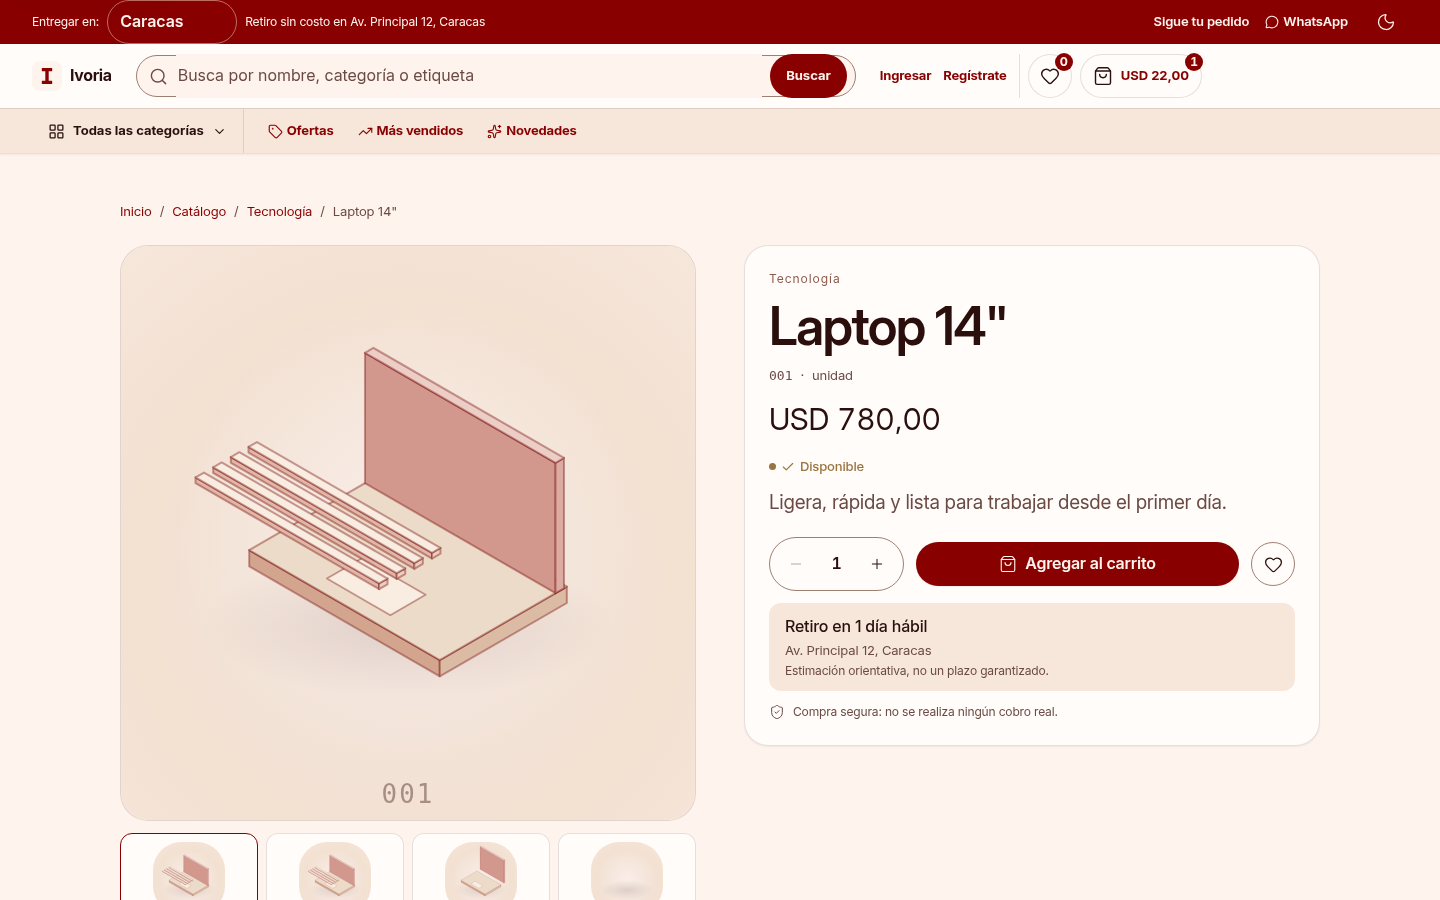 Entregar en: Caracas Retiro sin costo en Av. Principal 12, Caracas Sigue tu pedido WhatsApp
I Ivoria Busca por nombre, categoría o etiqueta Buscar Ingresar Regístrate 0 USD 22,00 1
Todas las categorías Ofertas Más vendidos Novedades
Inicio / Catálogo / Tecnología / Laptop 14"
Tecnología
Laptop 14"
001 · unidad
USD 780,00
Disponible
Ligera, rápida y lista para trabajar desde el primer día.
1 Agregar al carrito
Retiro en 1 día hábil
Av. Principal 12, Caracas
Estimación orientativa, no un plazo garantizado.
Compra segura: no se realiza ningún cobro real.
001